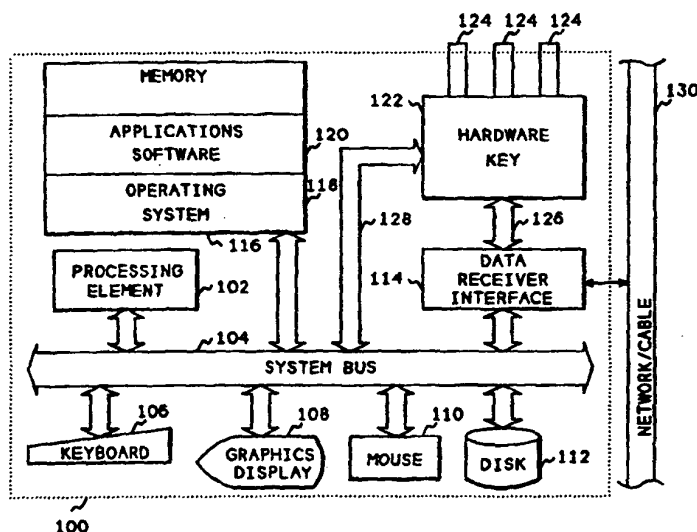 124 124 124
MEMORY
122
HARDWARE
KEY
130
APPLICATIONS
SOFTWARE
120
OPERATING
SYSTEM
118
116
128
126
PROCESSING
ELEMENT
102
114
DATA
RECEIVER
INTERFACE
104
SYSTEM BUS
NETWORK/CABLE
106
KEYBOARD
108
GRAPHICS
DISPLAY
110
MOUSE
DISK
112
100